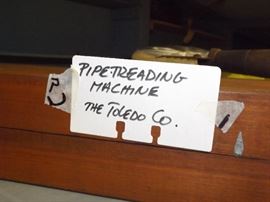 PIPETREADING
MACHINE
THE TOLEDO CO.